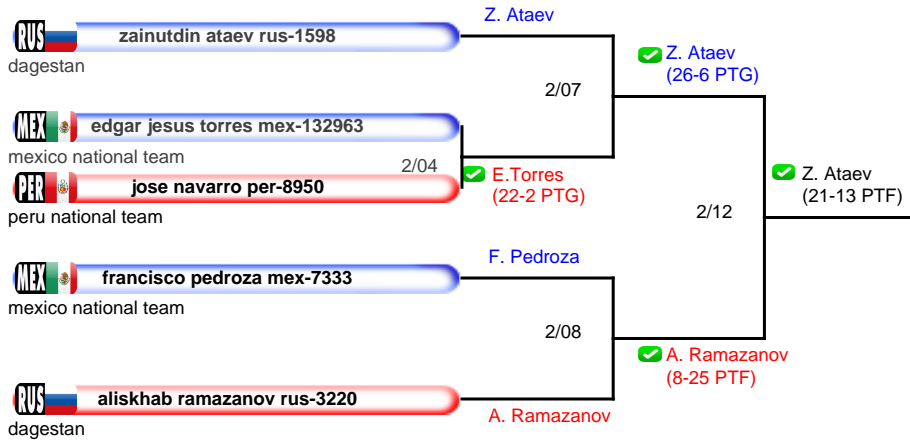 Z. Ataev
RUS
zainutdin ataev rus-1598
dagestan
Z. Ataev
(26-6 PTG)
2/07
MEX
edgar jesus torres mex-132963
mexico national team
2/04
E.Torres
(22-2 PTG)
PER
jose navarro per-8950
peru national team
Z. Ataev
(21-13 PTF)
2/12
F. Pedroza
MEX
francisco pedroza mex-7333
mexico national team
2/08
A. Ramazanov
(8-25 PTF)
RUS
aliskhab ramazanov rus-3220
A. Ramazanov
dagestan